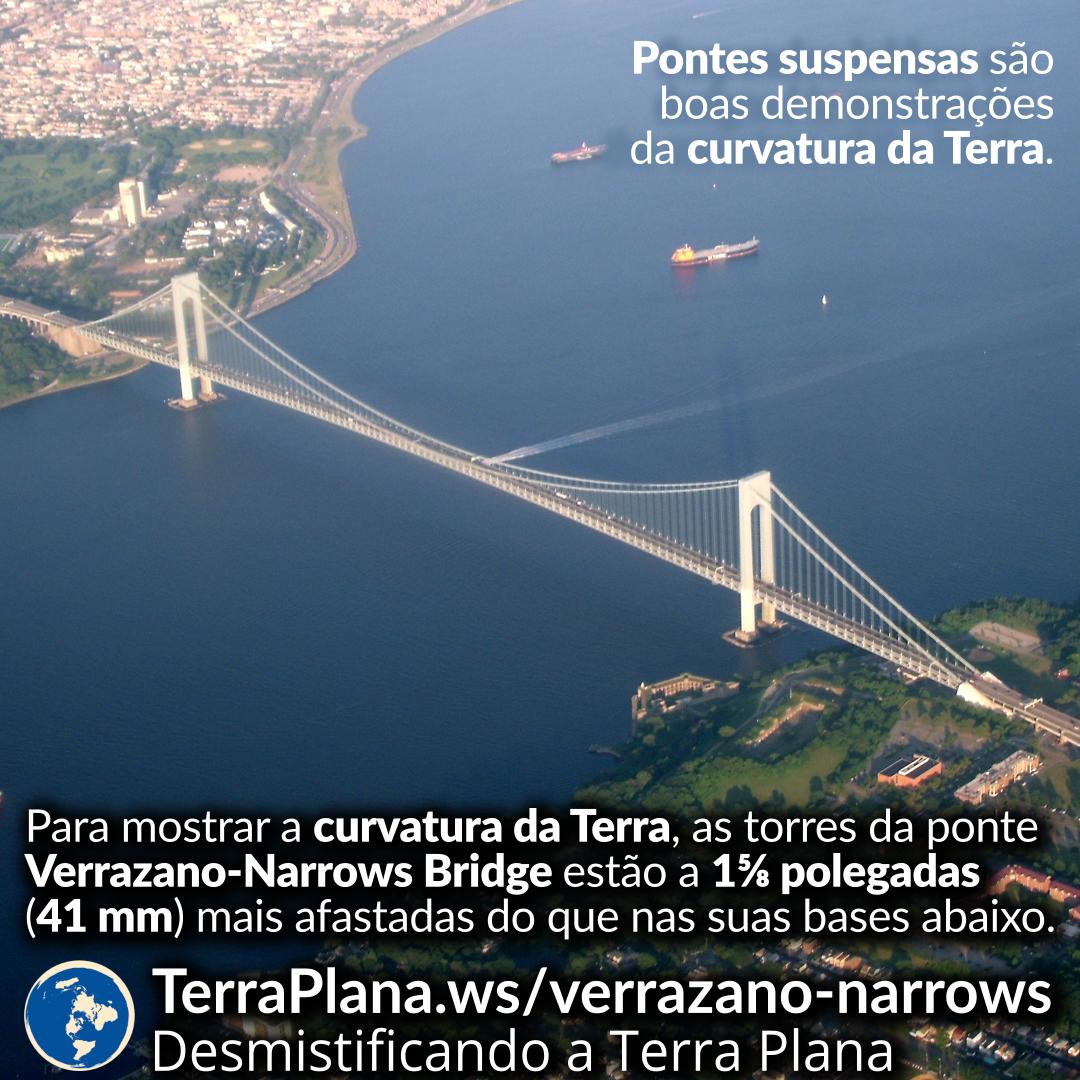 Pontes suspensas são
boas demonstrações
da curvatura da Terra.
Para mostrar a curvatura da Terra, as torres da ponte
Verrazano-Narrows Bridge estão a 1⅝ polegadas
(41 mm) mais afastadas do que nas suas bases abaixo.
TerraPlana.ws/verrazano-narrows
Desmistificando a Terra Plana